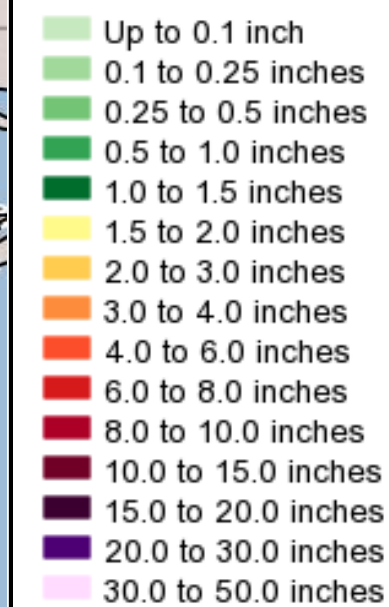 Up to 0.1 inch
0.1 to 0.25 inches
0.25 to 0.5 inches
0.5 to 1.0 inches
1.0 to 1.5 inches
1.5 to 2.0 inches
2.0 to 3.0 inches
3.0 to 4.0 inches
4.0 to 6.0 inches
6.0 to 8.0 inches
8.0 to 10.0 inches
10.0 to 15.0 inches
15.0 to 20.0 inches
20.0 to 30.0 inches
30.0 to 50.0 inches